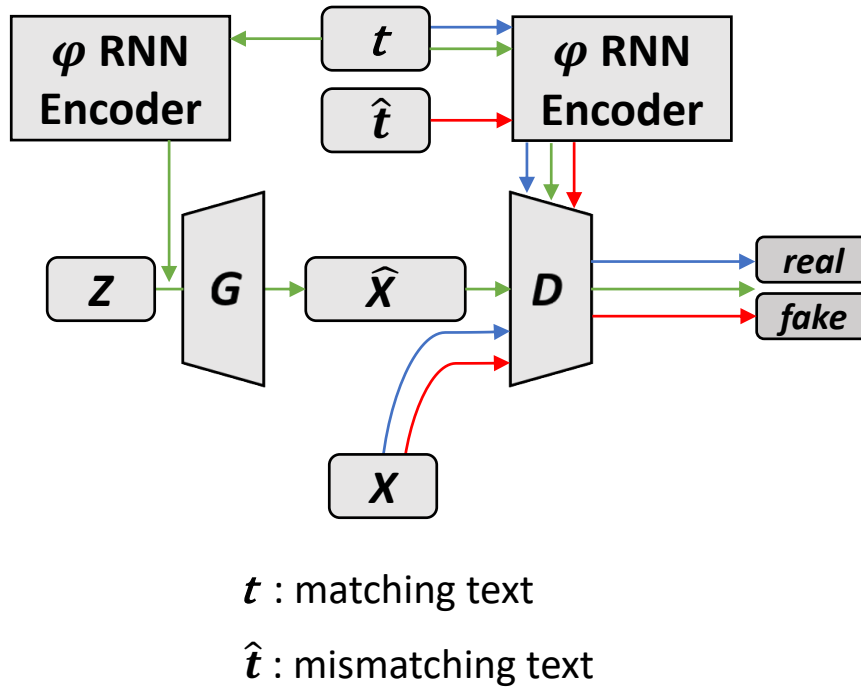 φ RNN
Encoder
t
t̂
φ RNN
Encoder
Z
G
X̂
D
real
fake
X
t : matching text
t̂ : mismatching text